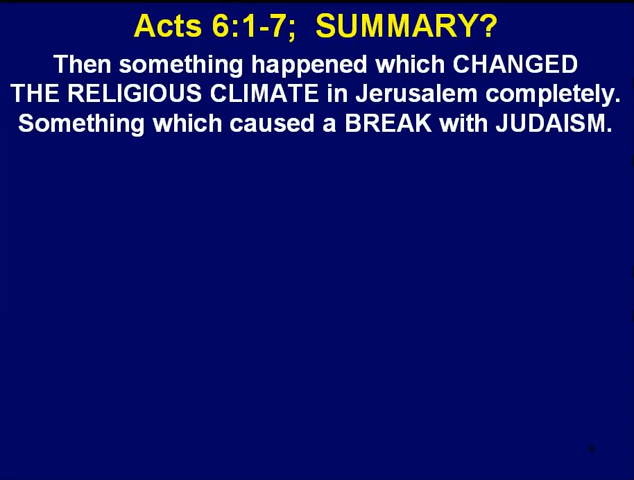 Acts 6:1-7; SUMMARY?
Then something happened which CHANGED
THE RELIGIOUS CLIMATE in Jerusalem completely.
Something which caused a BREAK with JUDAISM.